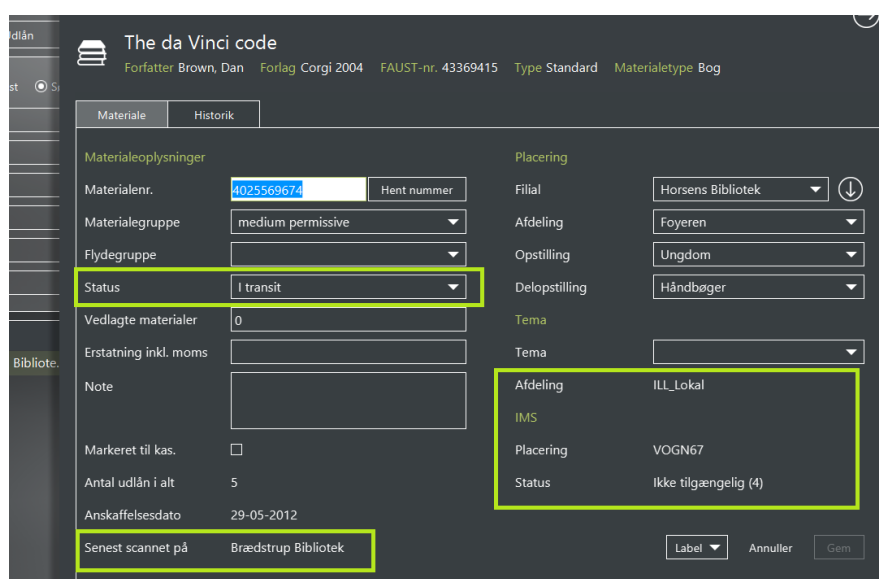 The da Vinci code
Forfatter Brown, Dan Forlag Corgi 2004 FAUST-nr. 43369415 Type Standard Materialetype Bog
Materiale Historik
Materialeoplysninger
Materialenr. 4025569674 Hent nummer
Materialegruppe medium permissive
Flydegruppe
Status I transit
Vedlagte materialer 0
Erstatning inkl. moms
Note
Markeret til kas.
Antal udlån i alt 5
Anskaffelsesdato 29-05-2012
Senest scannet på Brædstrup Bibliotek
Placering
Filial Horsens Bibliotek
Afdeling Foyeren
Opstilling Ungdom
Delopstilling Håndbøger
Tema
Tema
Afdeling ILL_Lokal
IMS
Placering VOGN67
Status Ikke tilgængelig (4)
Label Annuller Gem